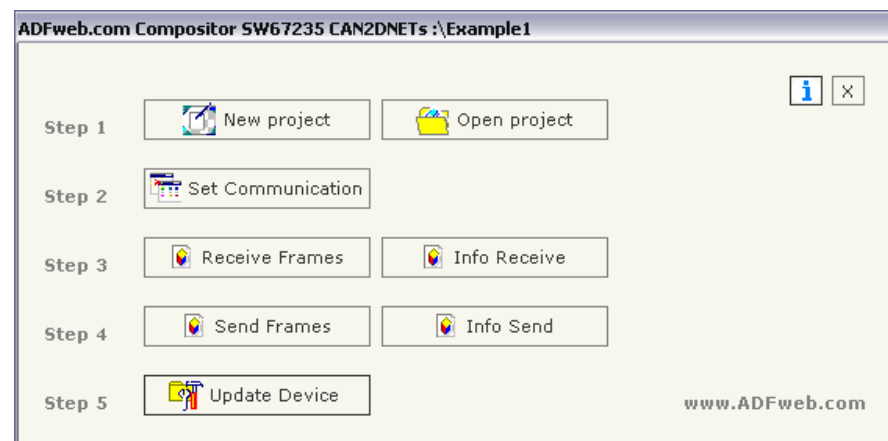 ADFweb.com Compositor SW67235 CAN2DNETs :\Example1
i X
Step 1 New project Open project
Step 2 Set Communication
Step 3 Receive Frames Info Receive
Step 4 Send Frames Info Send
Step 5 Update Device www.ADFweb.com